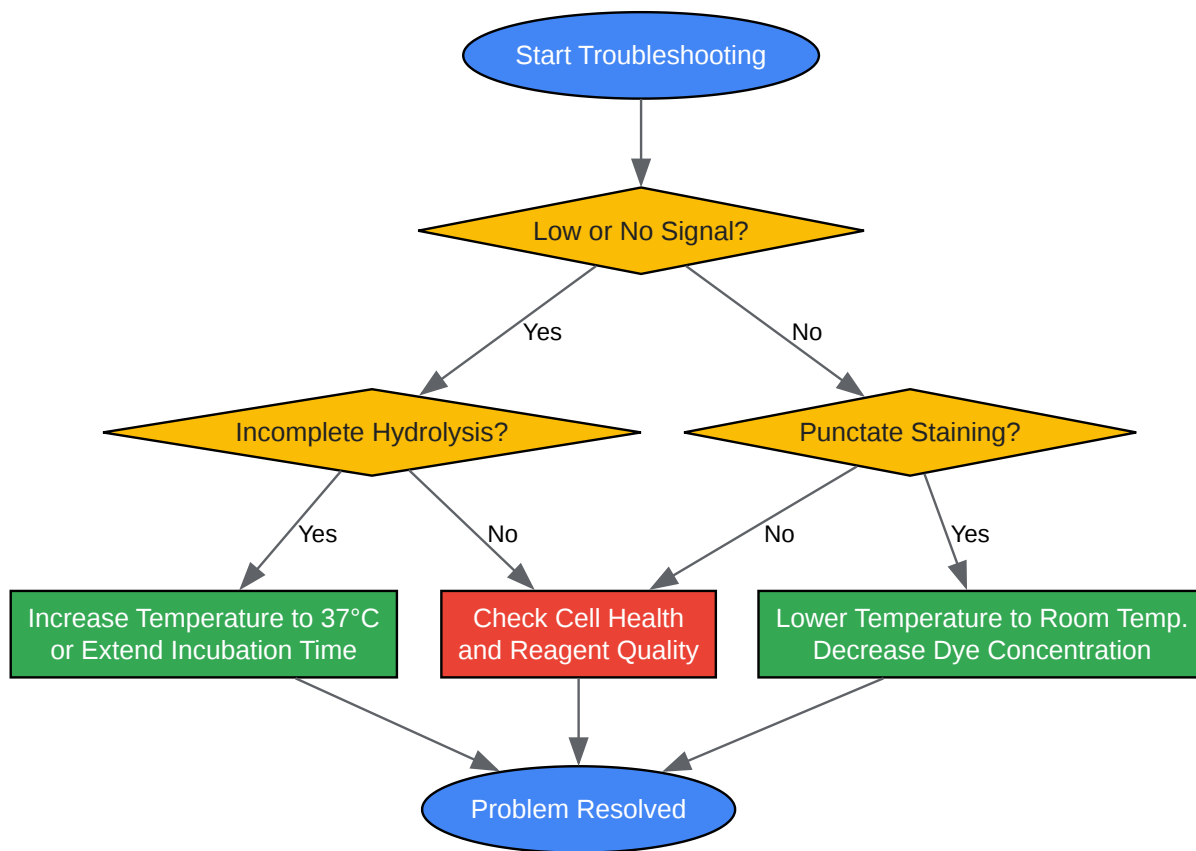 Start Troubleshooting
Low or No Signal?
Yes
No
Incomplete Hydrolysis?
Punctate Staining?
Yes
No
No
Yes
Increase Temperature to 37°C
or Extend Incubation Time
Check Cell Health
and Reagent Quality
Lower Temperature to Room Temp.
Decrease Dye Concentration
Problem Resolved